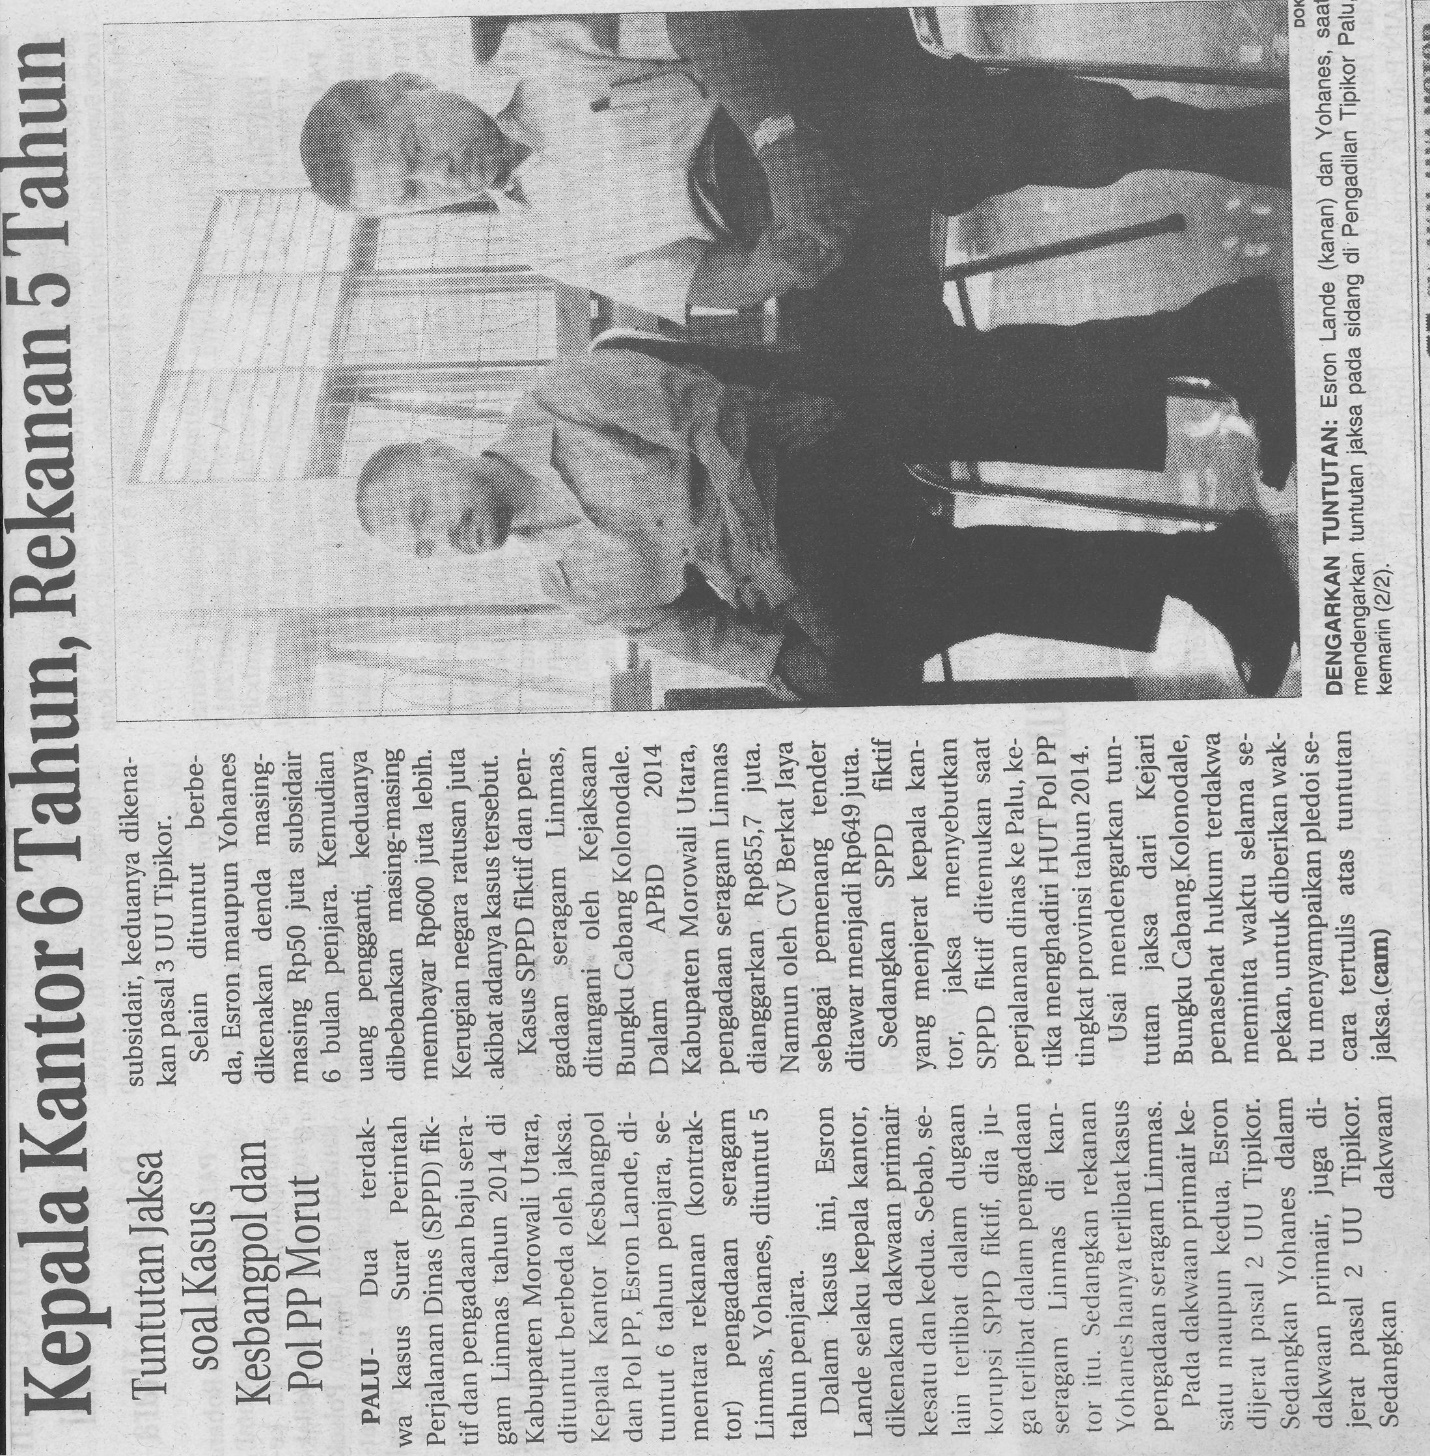 Kepala Kantor 6 Tahun, Rekanan 5 Tahun
Tuntutan Jaksa
soal Kasus
Kesbangpol dan
Pol PP Morut
PALU- Dua terdak-
wa kasus Surat Perintah
Perjalanan Dinas (SPPD) fik-
tif dan pengadaan baju sera-
gam Linmas tahun 2014 di
Kabupaten Morowali Utara,
dituntut berbeda oleh jaksa.
Kepala Kantor Kesbangpol
dan Pol PP, Esron Lande, di-
tuntut 6 tahun penjara, se-
mentara rekanan (kontrak-
tor) pengadaan seragam
Linmas, Yohanes, dituntut 5
tahun penjara.
Dalam kasus ini, Esron
Lande selaku kepala kantor,
dikenakan dakwaan primair
kesatu dan kedua. Sebab, se-
lain terlibat dalam dugaan
korupsi SPPD fiktif, dia ju-
ga terlibat dalam pengadaan
seragam Linmas di kan-
tor itu. Sedangkan rekanan
Yohanes hanya terlibat kasus
pengadaan seragam Linmas.
Pada dakwaan primair ke-
satu maupun kedua, Esron
dijerat pasal 2 UU Tipikor.
Sedangkan Yohanes dalam
dakwaan primair, juga di-
jerat pasal 2 UU Tipikor.
Sedangkan dakwaan
subsidair, keduanya dikena-
kan pasal 3 UU Tipikor.
Selain dituntut berbe-
da, Esron maupun Yohanes
dikenakan denda masing-
masing Rp50 juta subsidair
6 bulan penjara. Kemudian
uang pengganti, keduanya
dibebankan masing-masing
membayar Rp600 juta lebih.
Kerugian negara ratusan juta
akibat adanya kasus tersebut.
Kasus SPPD fiktif dan pen-
gadaan seragam Linmas,
ditangani oleh Kejaksaan
Bungku Cabang Kolonodale.
Dalam APBD 2014
Kabupaten Morowali Utara,
pengadaan seragam Linmas
dianggarkan Rp855,7 juta.
Namun oleh CV Berkat Jaya
sebagai pemenang tender
ditawar menjadi Rp649 juta.
Sedangkan SPPD fiktif
yang menjerat kepala kan-
tor, jaksa menyebutkan
SPPD fiktif ditemukan saat
perjalanan dinas ke Palu, ke-
tika menghadiri HUT Pol PP
tingkat provinsi tahun 2014.
Usai mendengarkan tun-
tutan jaksa dari Kejari
Bungku Cabang Kolonodale,
penasehat hukum terdakwa
meminta waktu selama se-
pekan, untuk diberikan wak-
tu menyampaikan pledoi se-
cara tertulis atas tuntutan
jaksa.(cam)
DOK
DENGARKAN TUNTUTAN: Esron Lande (kanan) dan Yohanes, saat
mendengarkan tuntutan jaksa pada sidang di Pengadilan Tipikor Palu,
kemarin (2/2).